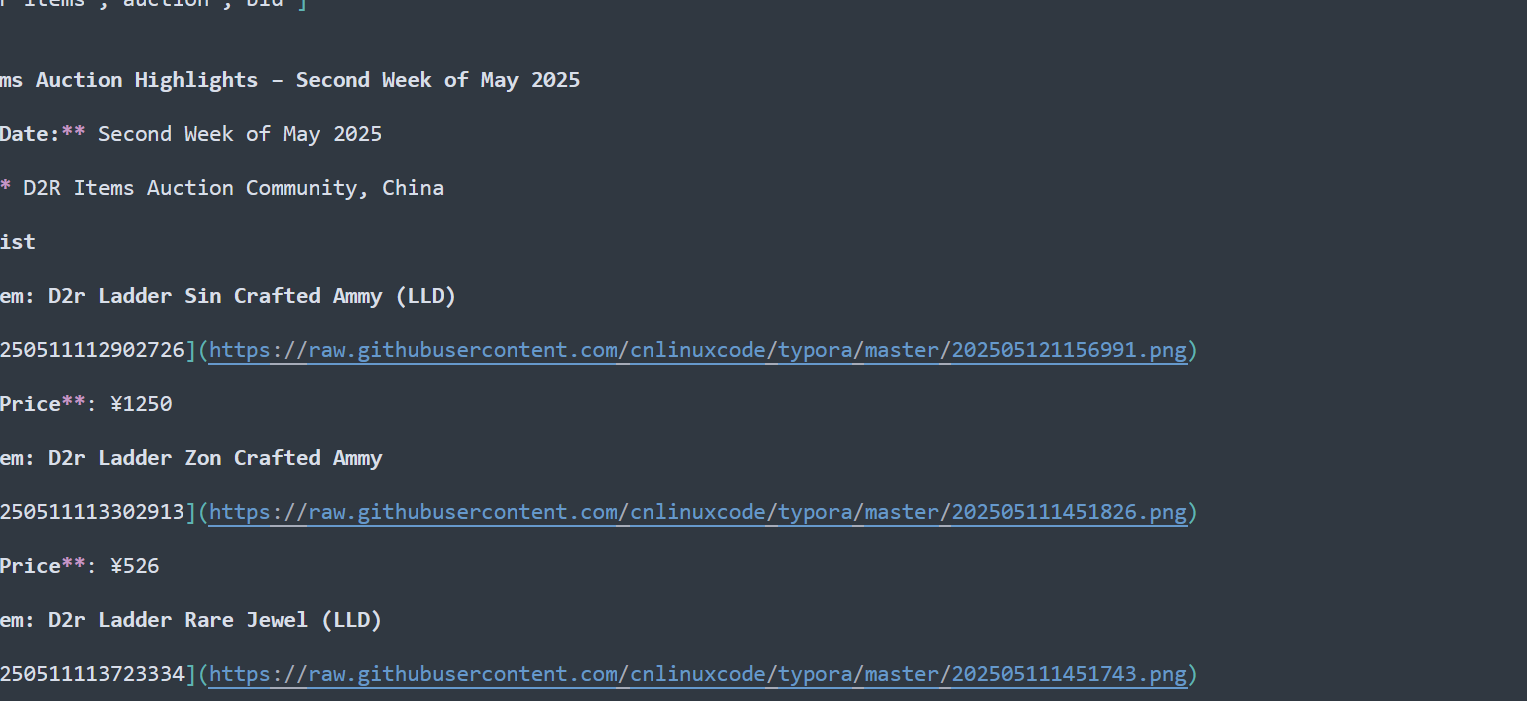 r items', 'auction', 'bid']
ms Auction Highlights – Second Week of May 2025
Date:** Second Week of May 2025
* D2R Items Auction Community, China
ist
em: D2r Ladder Sin Crafted Ammy (LLD)
250511112902726](https://raw.githubusercontent.com/cnlinuxcode/typora/master/202505121156991.png)
Price**: ¥1250
em: D2r Ladder Zon Crafted Ammy
250511113302913](https://raw.githubusercontent.com/cnlinuxcode/typora/master/202505111451826.png)
Price**: ¥526
em: D2r Ladder Rare Jewel (LLD)
250511113723334](https://raw.githubusercontent.com/cnlinuxcode/typora/master/202505111451743.png)